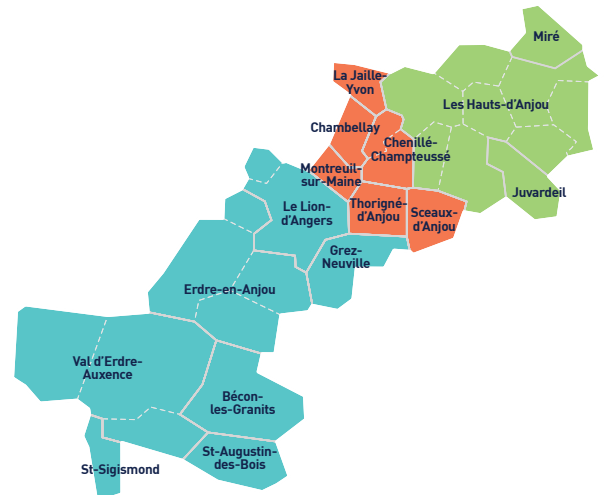 Miré
La Jaille-
Yvon
Les Hauts-d'Anjou
Chambellay
Chenillé-
Champteussé
Montreuil-
sur-Maine
Juvardeil
Le Lion-
d'Angers
Thorigné-
d'Anjou
Sceaux-
d'Anjou
Grez-
Neuville
Erdre-en-Anjou
Val d'Erdre-
Auxence
Bécon-
les-Granits
St-Augustin-
des-Bois
St-Sigismond